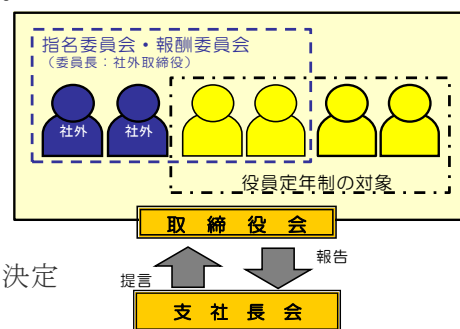 指名委員会・報酬委員会
（委員長：社外取締役）
社外 社外
役員定年制の対象
取締役会
決定
提言
報告
支社長会